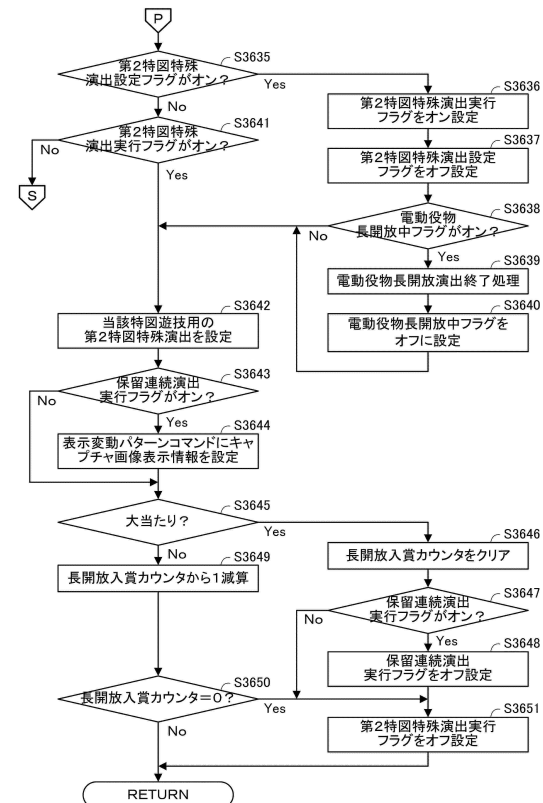 P
S3635
第2特図特殊
演出設定フラグがオン？
Yes
No
S3636
第2特図特殊演出実行
フラグをオン設定
S3641
第2特図特殊
演出実行フラグがオン？
No
Yes
S
S3637
第2特図特殊演出設定
フラグをオフ設定
S3638
電動役物
長開放中フラグがオン？
No
Yes
S3639
電動役物長開放演出終了処理
S3640
電動役物長開放中フラグを
オフに設定
S3642
当該特図遊技用の
第2特図特殊演出を設定
S3643
保留連続演出
実行フラグがオン？
No
Yes
S3644
表示変動パターンコマンドにキャ
プチャ画像表示情報を設定
S3645
大当たり？
Yes
No
S3646
長開放入賞カウンタをクリア
S3649
長開放入賞カウンタから1減算
S3647
保留連続演出
実行フラグがオン？
No
Yes
S3648
保留連続演出
実行フラグをオフ設定
S3650
長開放入賞カウンタ＝0？
Yes
No
S3651
第2特図特殊演出実行
フラグをオフ設定
RETURN